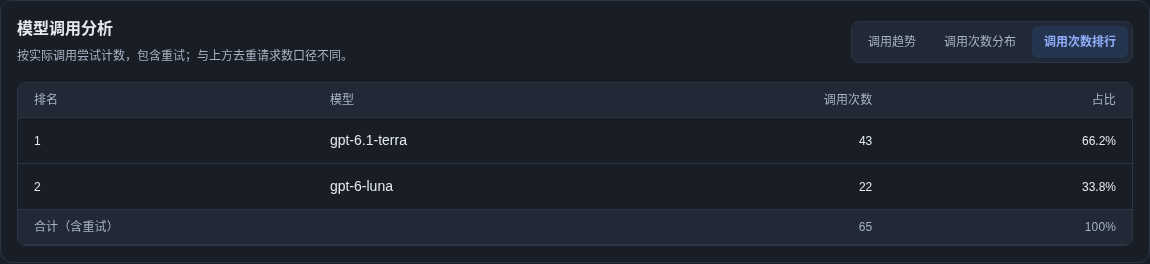 模型调用分析
按实际调用尝试计数，包含重试；与上方去重请求数口径不同。
调用趋势 调用次数分布 调用次数排行
排名 模型 调用次数 占比
1 gpt-6.1-terra 43 66.2%
2 gpt-6-luna 22 33.8%
合计（含重试） 65 100%